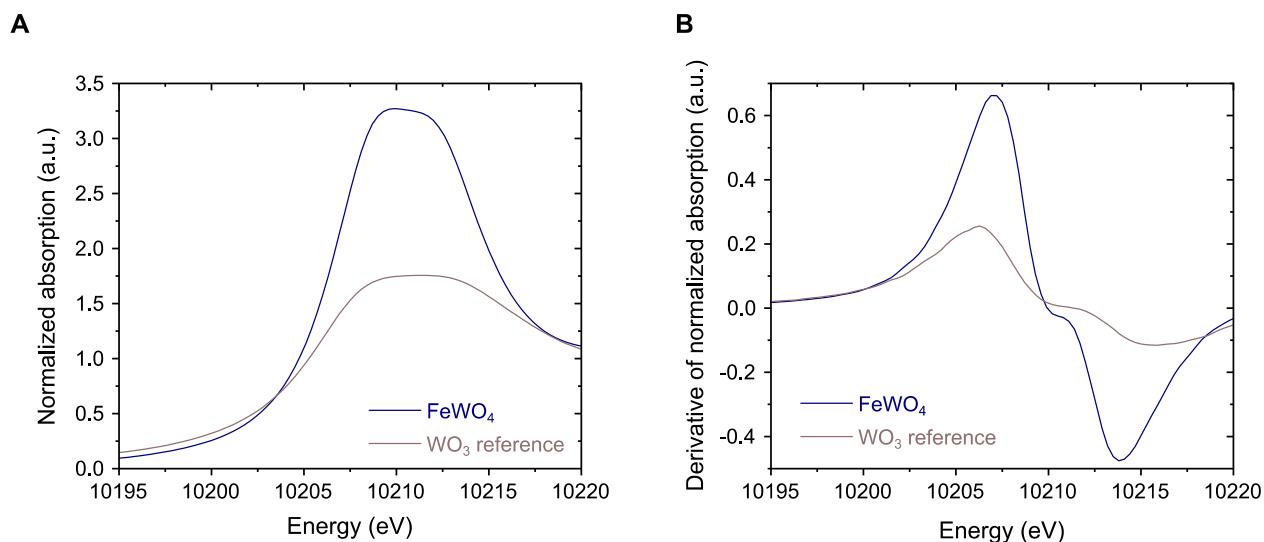 A
B
Normalized absorption (a.u.)
3.5
3.0
2.5
2.0
1.5
1.0
0.5
0.0
FeWO₄
WO₃ reference
10195 10200 10205 10210 10215 10220
Energy (eV)
Derivative of normalized absorption (a.u.)
0.6
0.4
0.2
0.0
-0.2
-0.4
FeWO₄
WO₃ reference
10195 10200 10205 10210 10215 10220
Energy (eV)